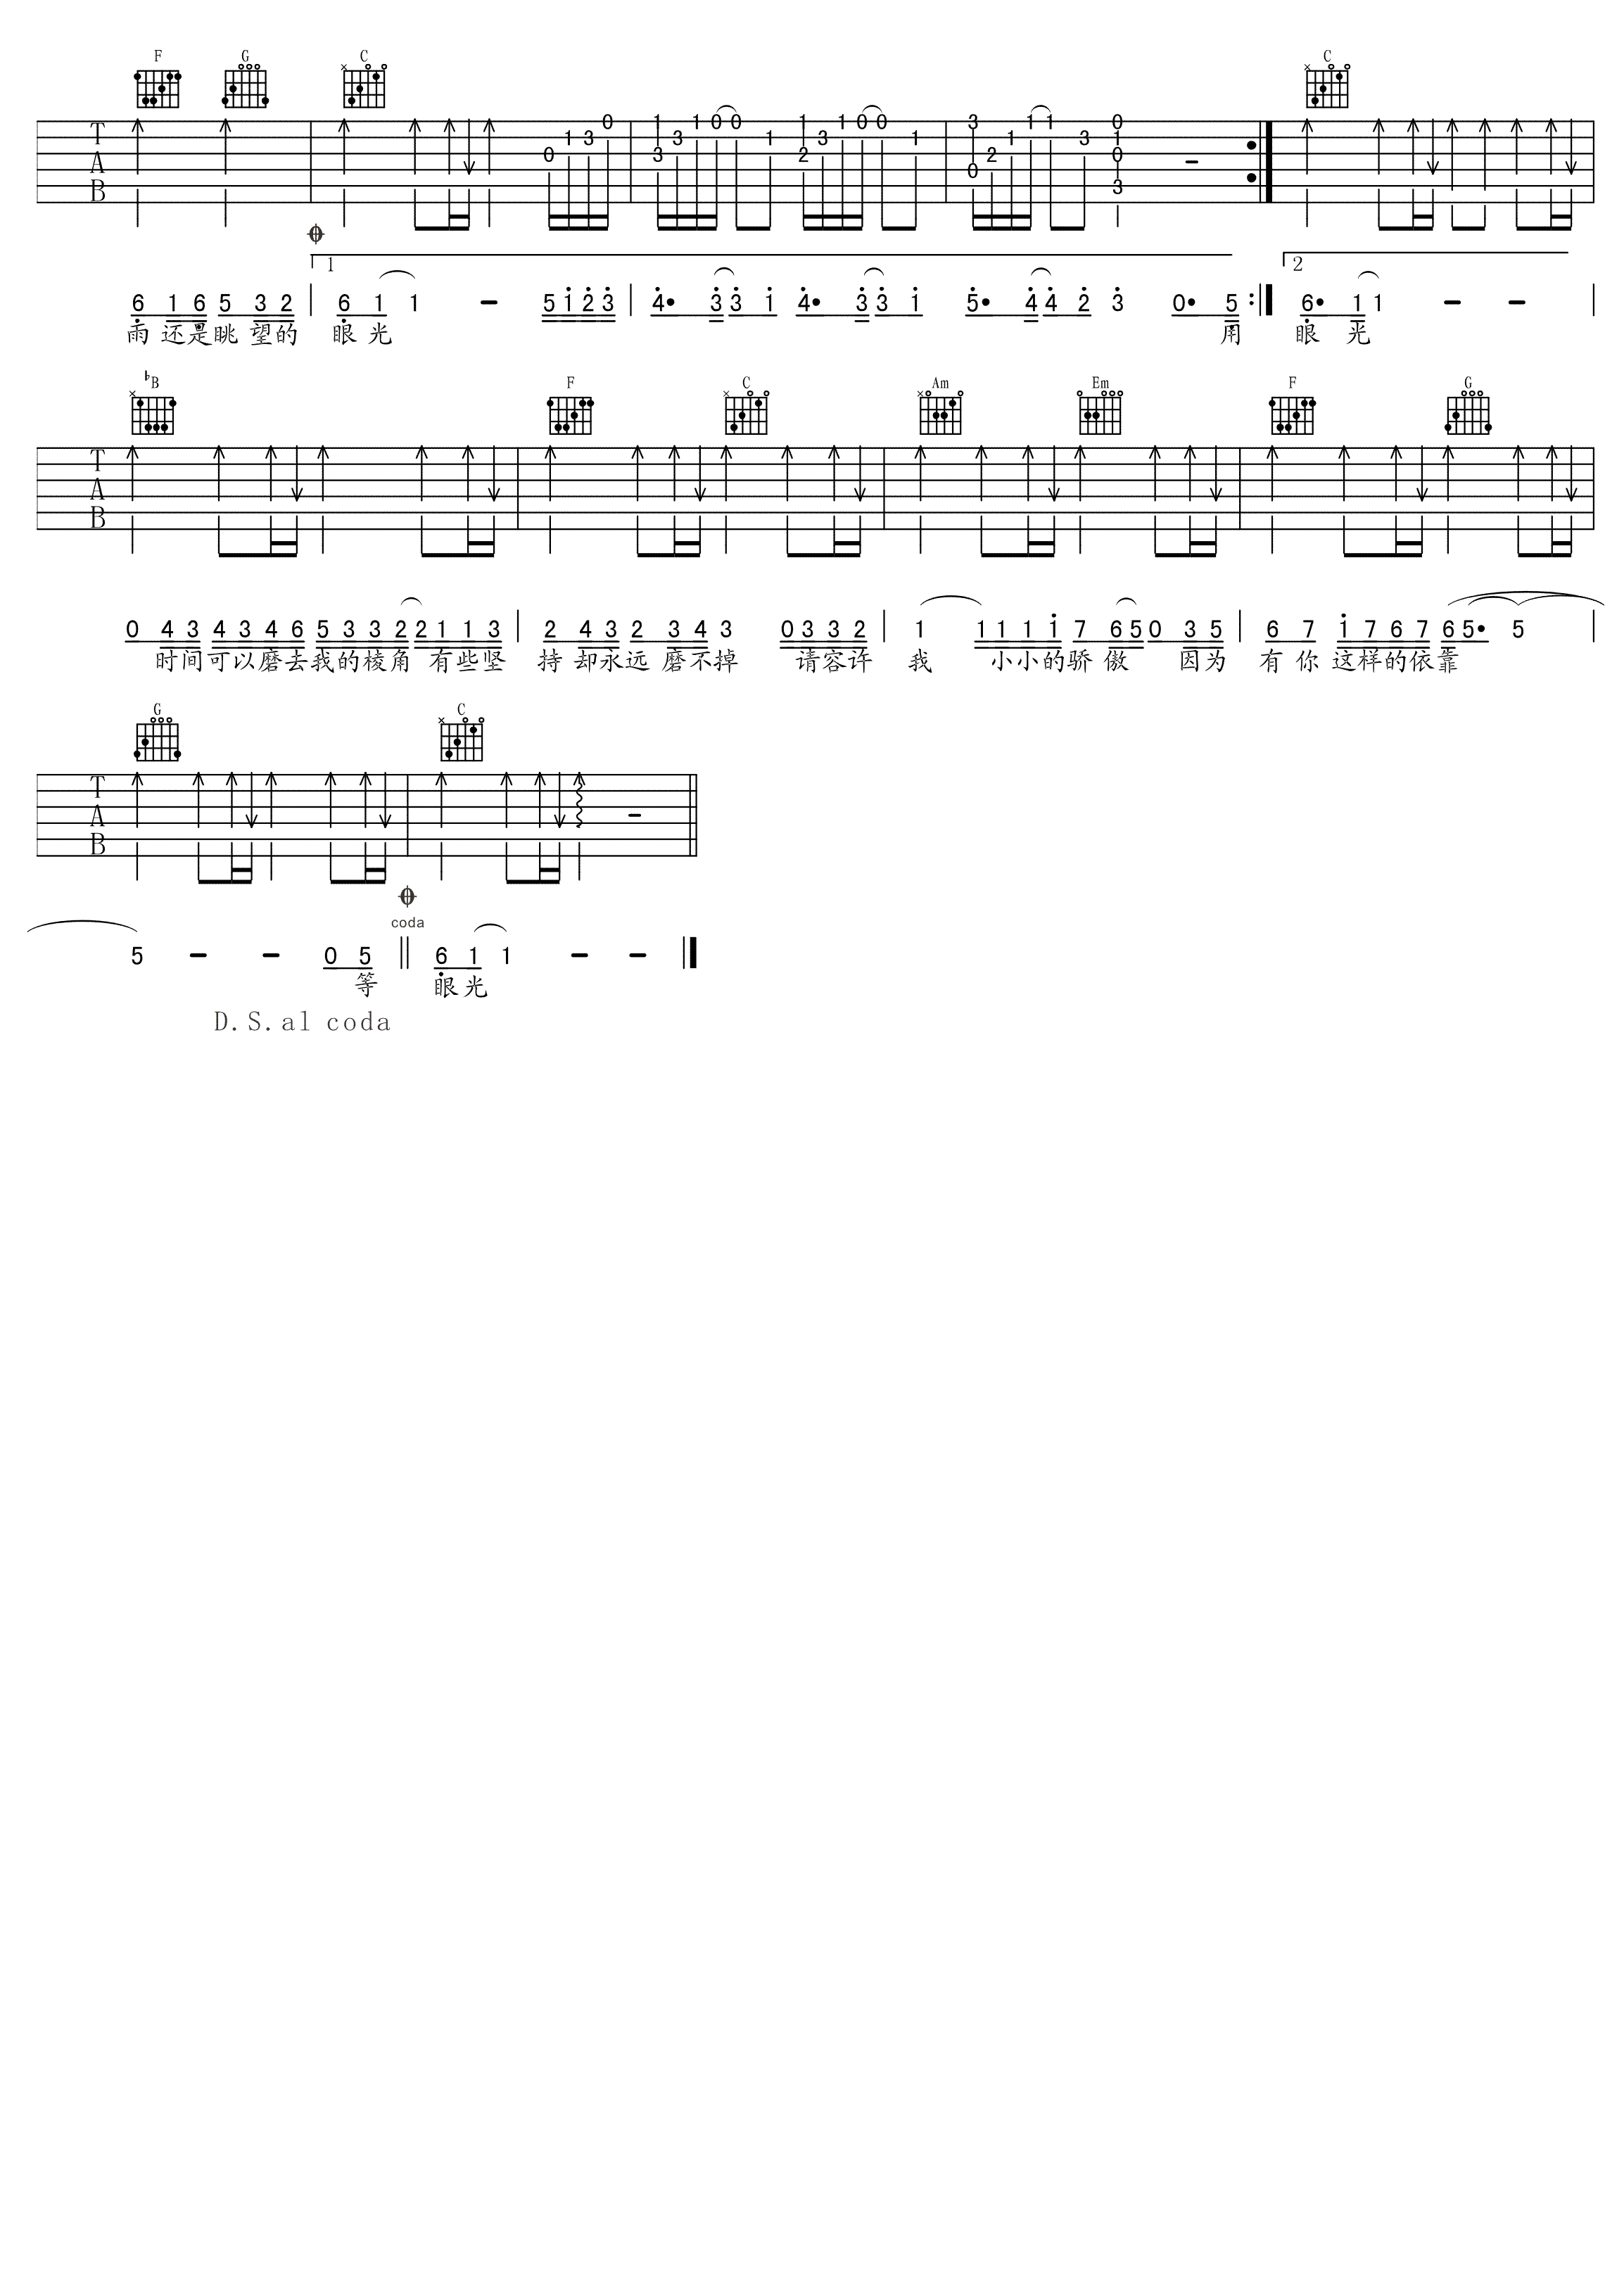 F G C C
T A B 0 1 3 0 1 3 3 1 0 0 1 1 2 3 1 0 0 1 3 0 2 1 1 1 3 0 1 0 3
1 2
6 1 6 5 3 2 6 1 1 - 5 1 2 3 4· 3 3 1 4· 3 3 1 5· 4 4 2 3 0· 5 6· 1 1 - -
雨 还是眺 望的 眼 光 用 眼 光
♭B F C Am Em F G
T A B
0 4 3 4 3 4 6 5 3 3 2 2 1 1 3 2 4 3 2 3 4 3 0 3 3 2 1 1 1 1 1 7 6 5 0 3 5 6 7 1 7 6 7 6 5· 5
时间可以磨去我的棱角 有些坚 持 却永远 磨不掉 请容许 我 小小的骄 傲 因为 有 你 这样的依靠
G C
T A B
coda
5 - - 0 5 6 1 1 - -
等 眼光
D.S.al coda